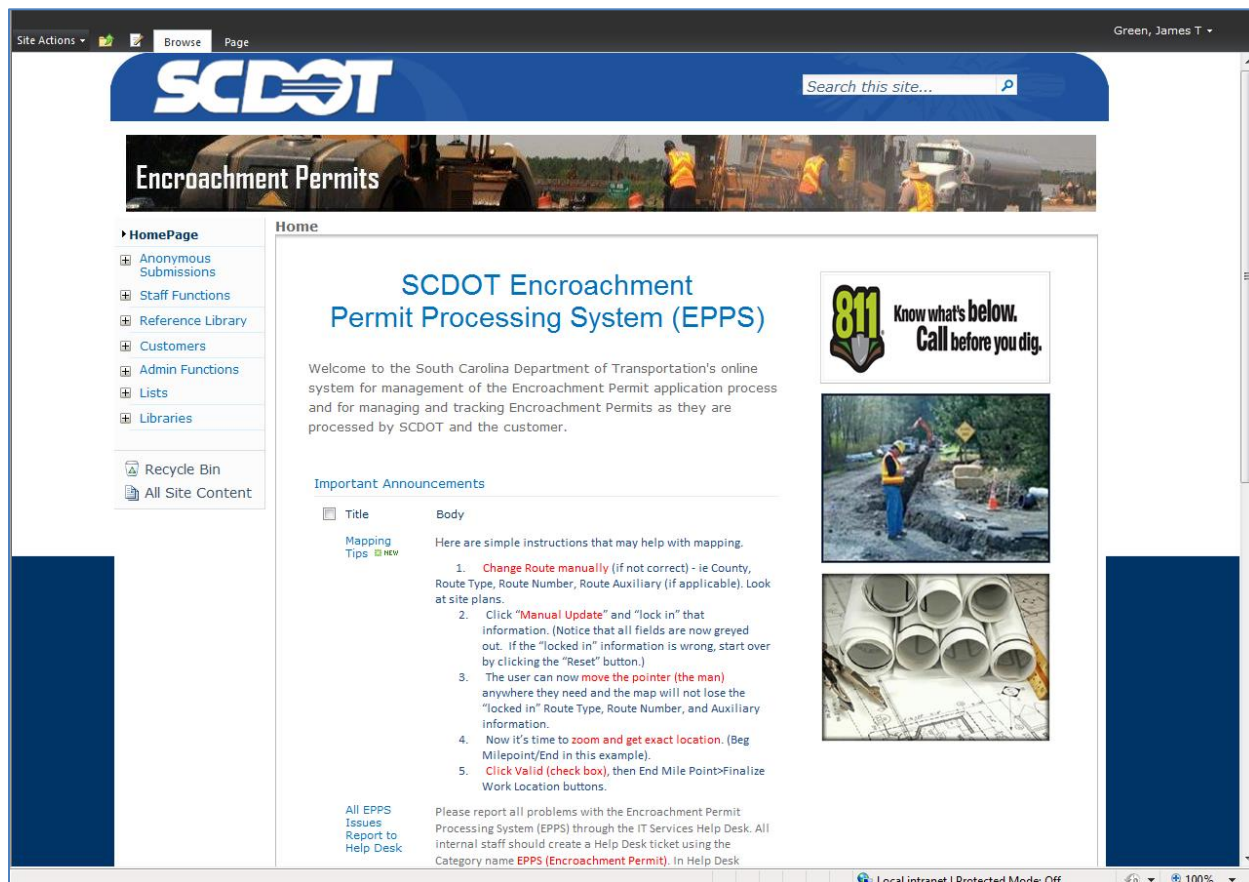 Green, James T
Site Actions
Browse
Page
SCDOT
Search this site...
Encroachment Permits
HomePage
Anonymous
Submissions
Staff Functions
Reference Library
Customers
Admin Functions
Lists
Libraries
Recycle Bin
All Site Content
Home
SCDOT Encroachment
Permit Processing System (EPPS)
Welcome to the South Carolina Department of Transportation's online
system for management of the Encroachment Permit application process
and for managing and tracking Encroachment Permits as they are
processed by SCDOT and the customer.
Important Announcements
Title Body
Mapping
Tips NEW
Here are simple instructions that may help with mapping.
1. Change Route manually (if not correct) - ie County,
Route Type, Route Number, Route Auxiliary (if applicable). Look
at site plans.
2. Click “Manual Update” and “lock in” that
information. (Notice that all fields are now greyed
out. If the “locked in” information is wrong, start over
by clicking the “Reset” button.)
3. The user can now move the pointer (the man)
anywhere they need and the map will not lose the
“locked in” Route Type, Route Number, and Auxiliary
information.
4. Now it’s time to zoom and get exact location. (Beg
Milepoint/End in this example).
5. Click Valid (check box), then End Mile Point>Finalize
Work Location buttons.
All EPPS
Issues
Report to
Help Desk
Please report all problems with the Encroachment Permit
Processing System (EPPS) through the IT Services Help Desk. All
internal staff should create a Help Desk ticket using the
Category name EPPS (Encroachment Permit). In Help Desk
811
Know what's below.
Call before you dig.
Local intranet | Protected Mode: Off
100%